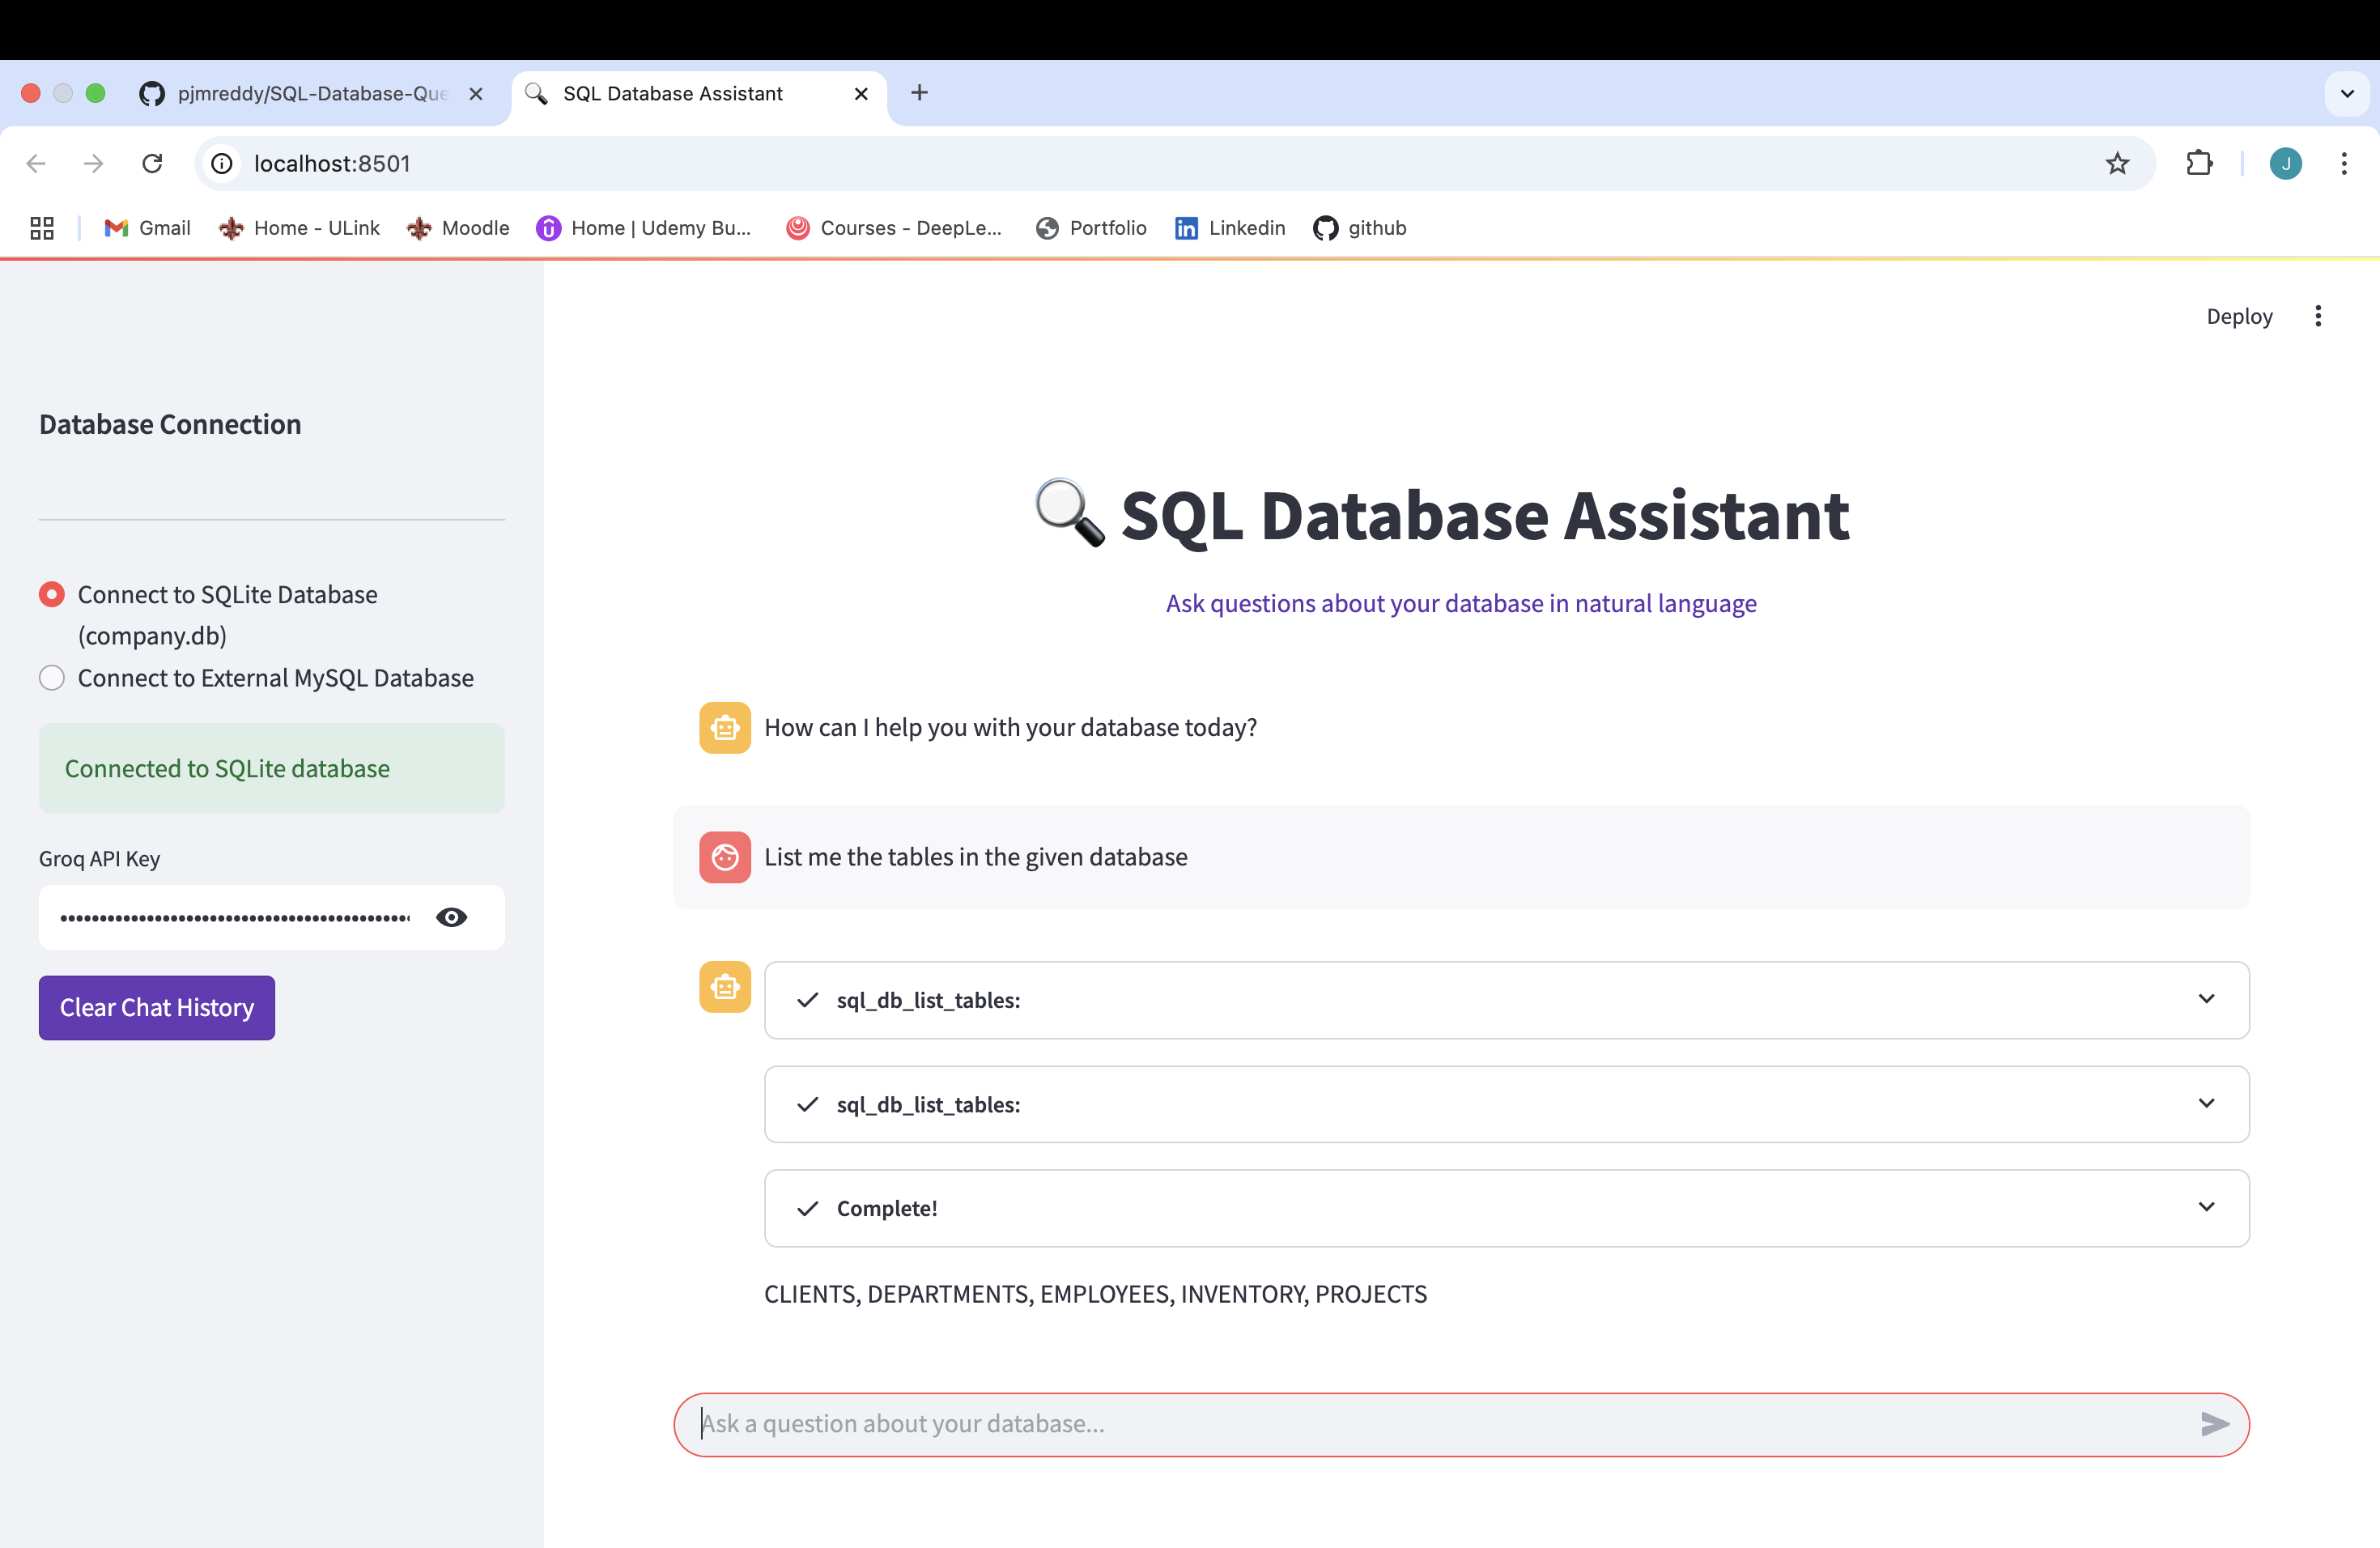 pjmreddy/SQL-Database-Que
SQL Database Assistant
localhost:8501
J
Gmail
Home - ULink
Moodle
Home | Udemy Bu...
Courses - DeepLe...
Portfolio
Linkedin
github
Deploy
Database Connection
Connect to SQLite Database
(company.db)
Connect to External MySQL Database
Connected to SQLite database
Groq API Key
Clear Chat History
SQL Database Assistant
Ask questions about your database in natural language
How can I help you with your database today?
List me the tables in the given database
sql_db_list_tables:
sql_db_list_tables:
Complete!
CLIENTS, DEPARTMENTS, EMPLOYEES, INVENTORY, PROJECTS
Ask a question about your database...